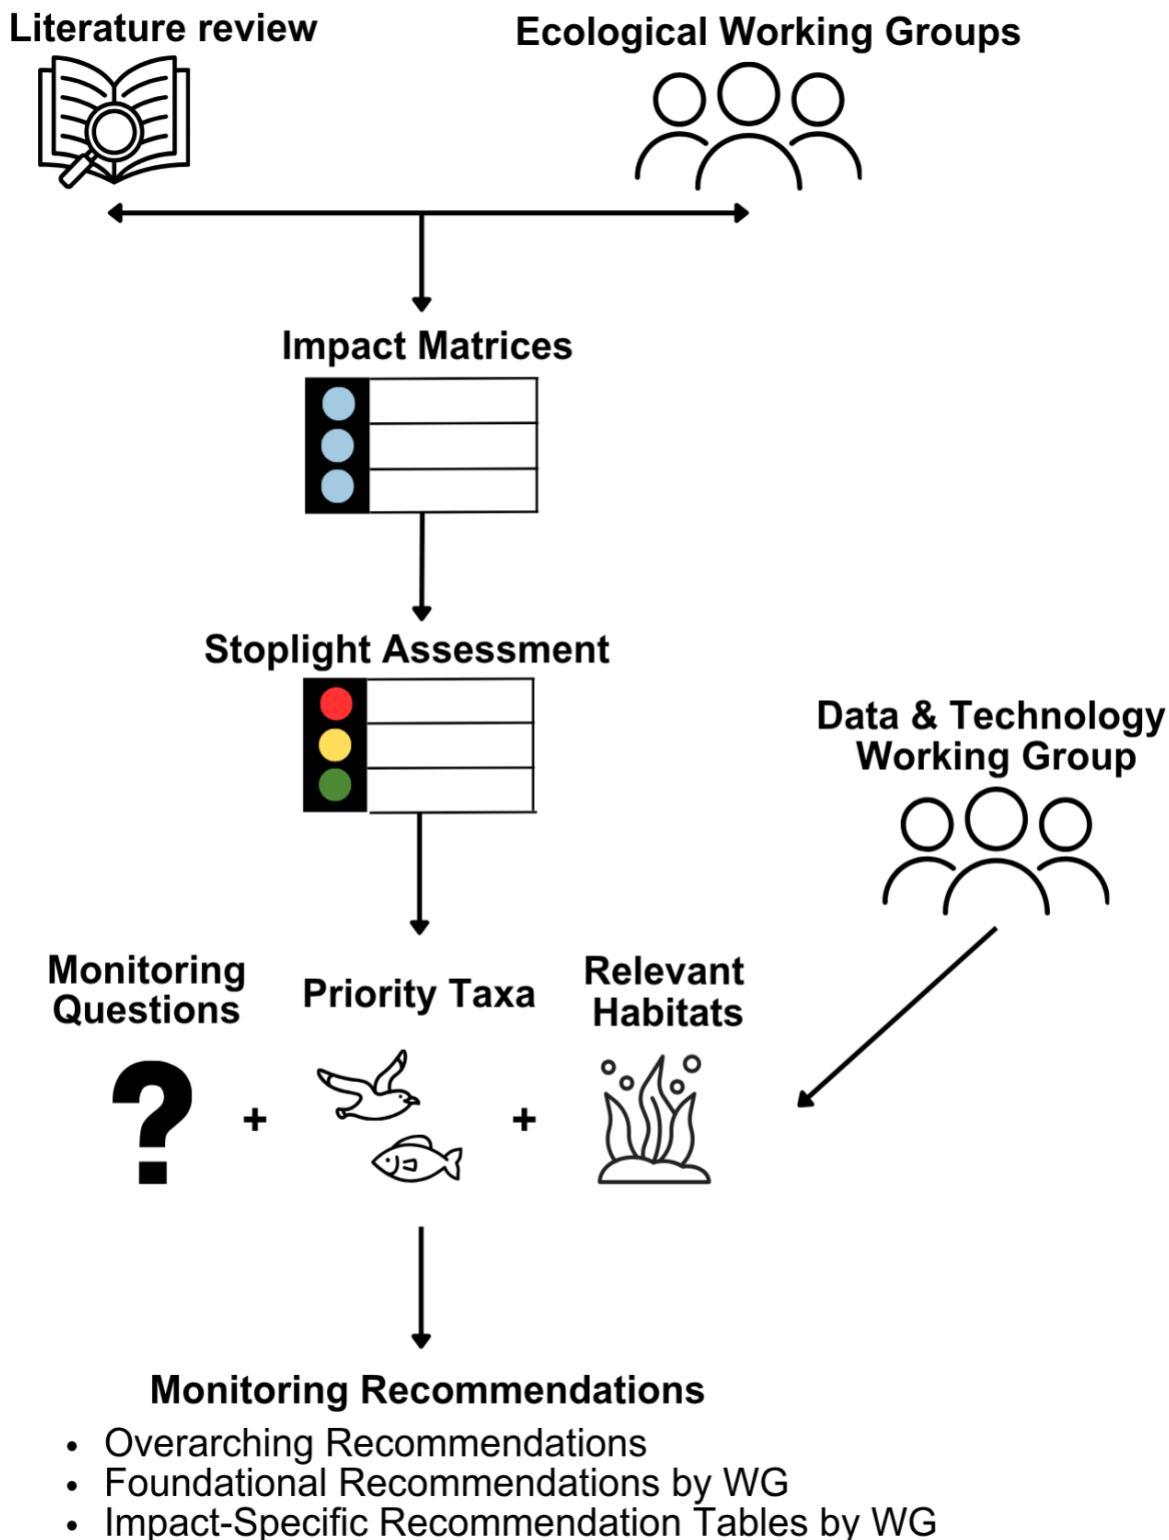 Literature review
Ecological Working Groups
Impact Matrices
Stoplight Assessment
Data & Technology
Working Group
Monitoring
Questions
Priority Taxa
Relevant
Habitats
?
+
+
Monitoring Recommendations
• Overarching Recommendations
• Foundational Recommendations by WG
• Impact-Specific Recommendation Tables by WG